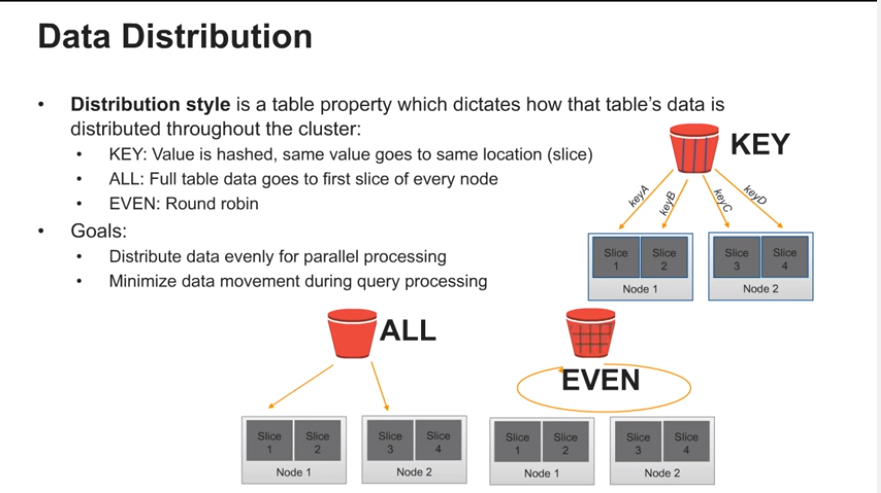 Data Distribution
• Distribution style is a table property which dictates how that table's data is
distributed throughout the cluster:
• KEY: Value is hashed, same value goes to same location (slice)
• ALL: Full table data goes to first slice of every node
• EVEN: Round robin
• Goals:
• Distribute data evenly for parallel processing
• Minimize data movement during query processing
KEY
keyA
keyB
keyC
keyD
Slice
1
Slice
2
Node 1
Slice
3
Slice
4
Node 2
ALL
Slice
1
Slice
2
Node 1
Slice
3
Slice
4
Node 2
EVEN
Slice
1
Slice
2
Node 1
Slice
3
Slice
4
Node 2